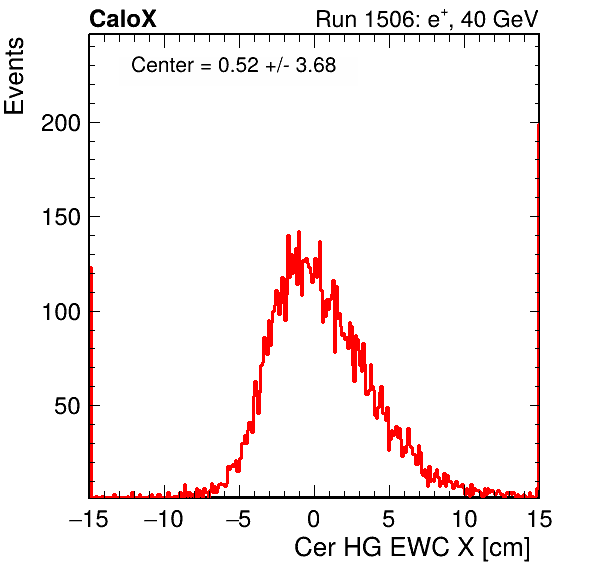 CaloX
Run 1506: e+, 40 GeV
Events
Center = 0.52 +/- 3.68
200
150
100
50
−15
−10
−5
0
5
10
15
Cer HG EWC X [cm]